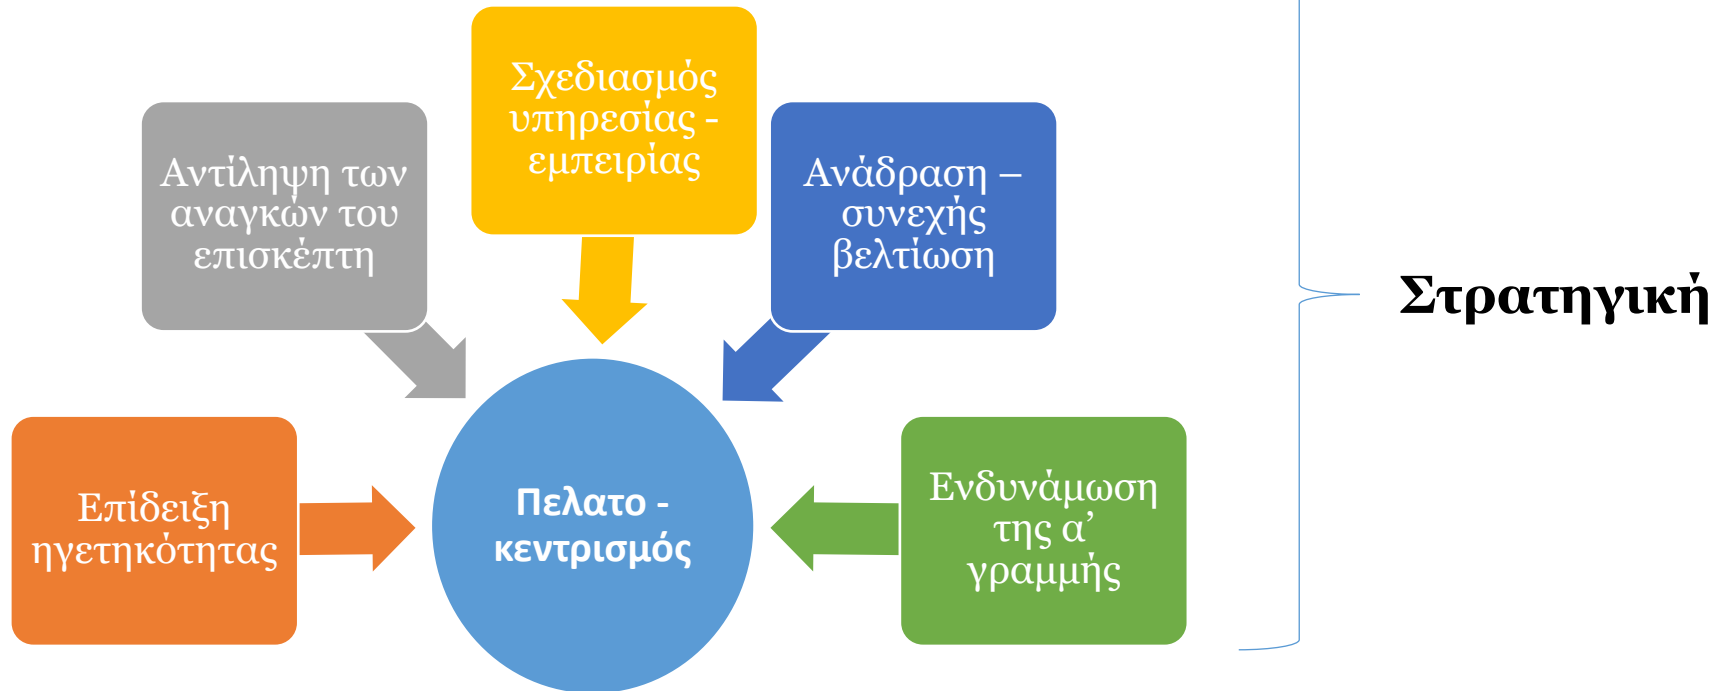 Σχεδιασμός
υπηρεσίας -
εμπειρίας
Αντίληψη των
αναγκών του
επισκέπτη
Ανάδραση –
συνεχής
βελτίωση
Στρατηγική
Επίδειξη
ηγετηκότητας
Πελατο -
κεντρισμός
Ενδυνάμωση
της α’
γραμμής